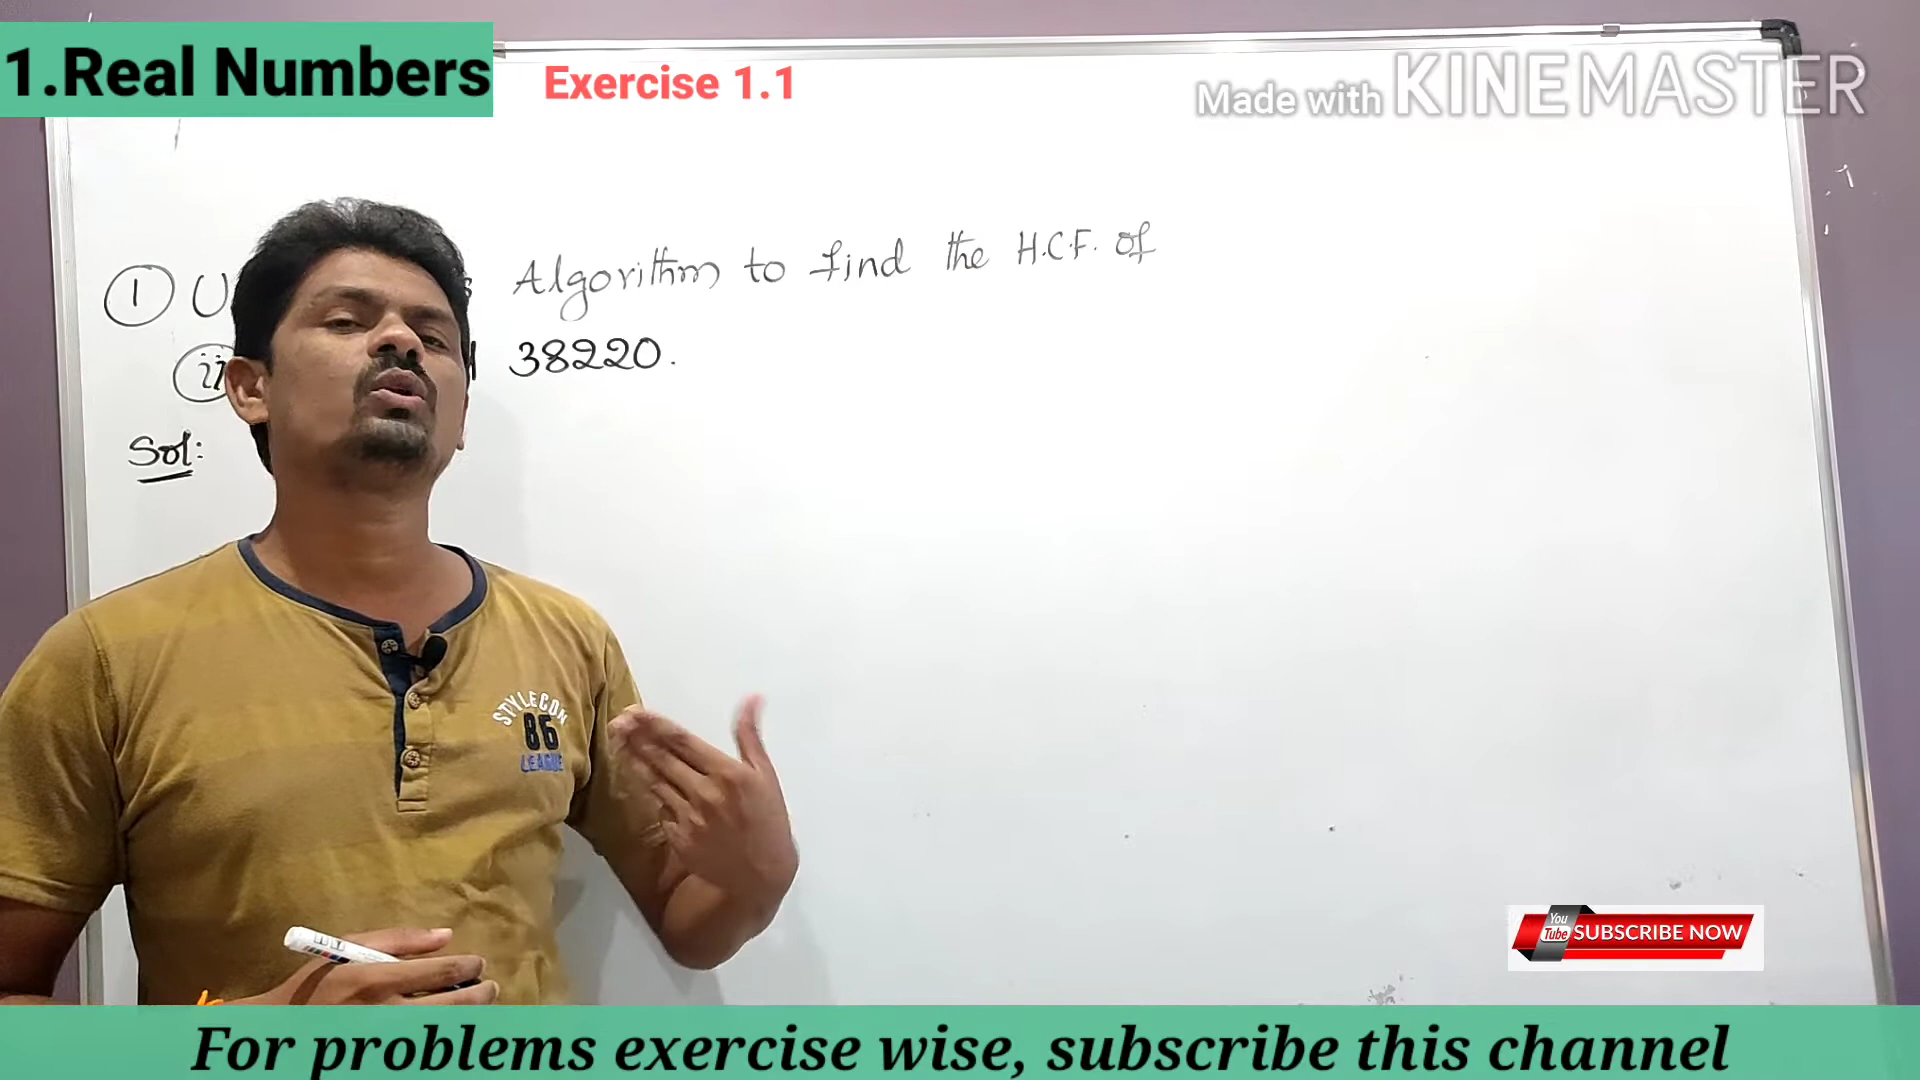 1.Real Numbers
Exercise 1.1
Made with KINEMASTER
1 U s Algorithm to find the H.C.F. of
ii 38220.
Sol:
STYLECON
86
LEAGUE
You
Tube SUBSCRIBE NOW
For problems exercise wise, subscribe this channel